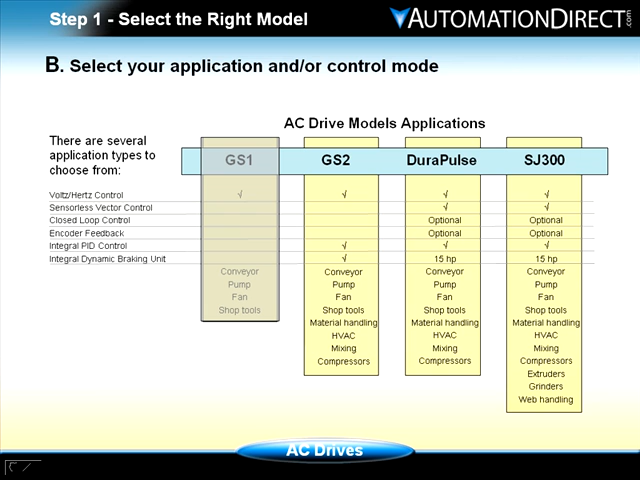 Step 1 - Select the Right Model
AUTOMATIONDIRECT.com
B. Select your application and/or control mode
AC Drive Models Applications
There are several
application types to
choose from:
GS1 GS2 DuraPulse SJ300
Voltz/Hertz Control √ √ √ √
Sensorless Vector Control √ √
Closed Loop Control Optional Optional
Encoder Feedback Optional Optional
Integral PID Control √ √ √
Integral Dynamic Braking Unit √ 15 hp 15 hp
Conveyor Conveyor Conveyor Conveyor
Pump Pump Pump Pump
Fan Fan Fan Fan
Shop tools Shop tools Shop tools Shop tools
Material handling Material handling Material handling
HVAC HVAC HVAC
Mixing Mixing Mixing
Compressors Compressors Compressors
Extruders
Grinders
Web handling
AC Drives